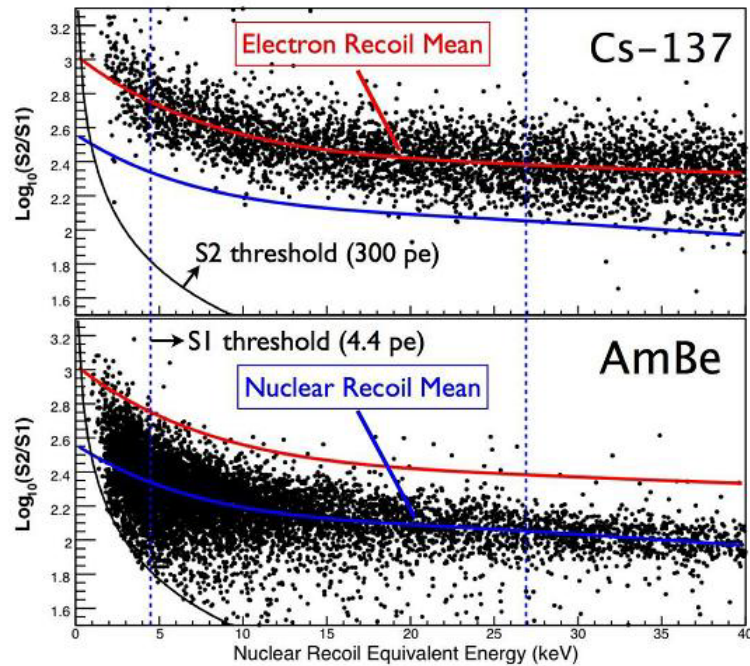 3.2
3
2.8
2.6
2.4
2.2
2
1.8
1.6
Log₁₀(S2/S1)
Electron Recoil Mean
Cs-137
S2 threshold (300 pe)
3.2
3
2.8
2.6
2.4
2.2
2
1.8
1.6
Log₁₀(S2/S1)
S1 threshold (4.4 pe)
AmBe
Nuclear Recoil Mean
0 5 10 15 20 25 30 35 40
Nuclear Recoil Equivalent Energy (keV)